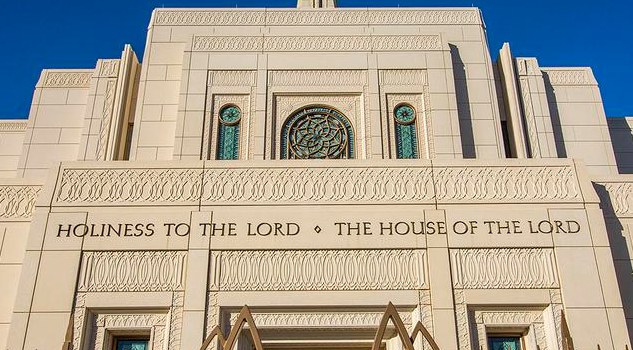 HOLINESS TO THE LORD ⋄ THE HOUSE OF THE LORD